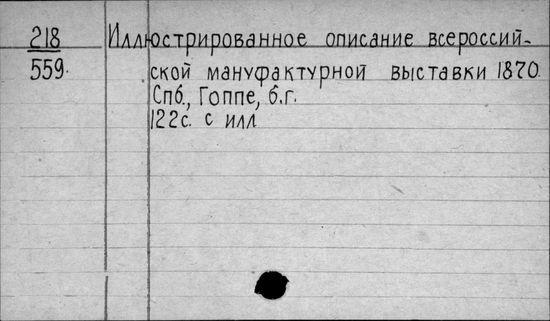 218 Иллюстрированное описание всероссий-
559. ской мануфактурной выставки 1870.
Спб., Гоппе, б.г.
122с. с илл